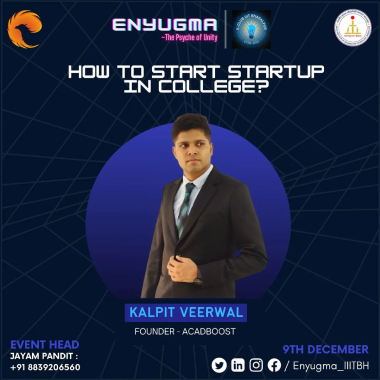 ENYUGMA
-The Psyche of Unity
HOW TO START STARTUP
IN COLLEGE?
KALPIT VEERWAL
FOUNDER - ACADBOOST
EVENT HEAD
JAYAM PANDIT :
+91 8839206560
9TH DECEMBER
/ Enyugma_IIITBH